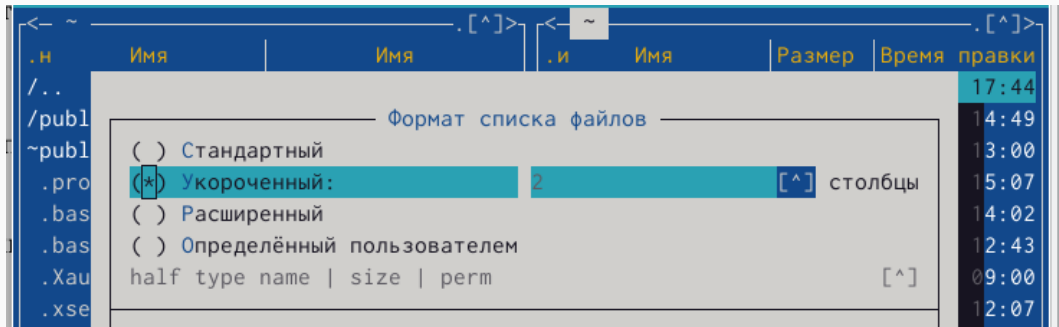 <- ~ .[^]> <- ~ .[^]>
.н Имя Имя .и Имя Размер Время правки
/.. 17:44
Формат списка файлов
/publ 14:49
~publ ( ) Стандартный 13:00
.pro (*) Укороченный: 2 [^] столбцы 15:07
.bas ( ) Расширенный 14:02
.bas ( ) Определённый пользователем 12:43
.Xau half type name | size | perm [^] 09:00
.xse 12:07